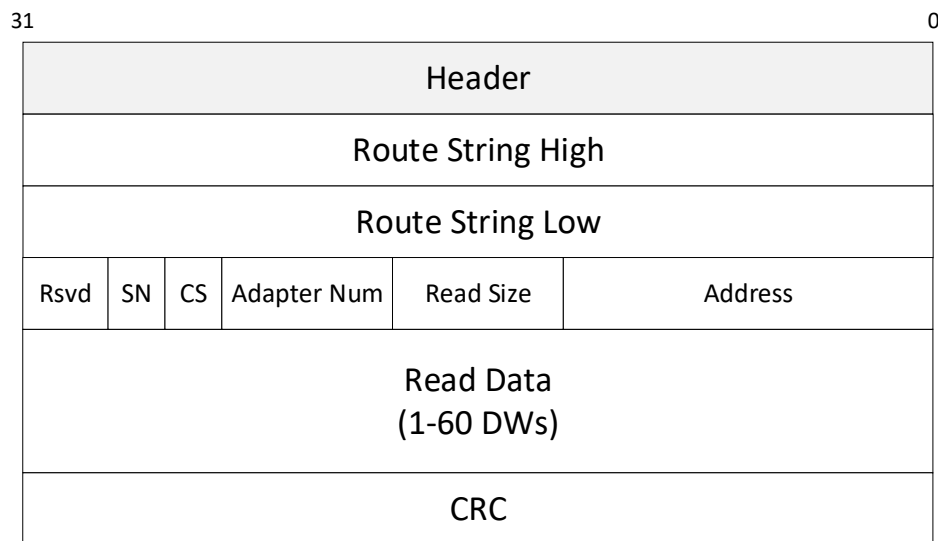 31 0
Header
Route String High
Route String Low
Rsvd SN CS Adapter Num Read Size Address
Read Data
(1-60 DWs)
CRC